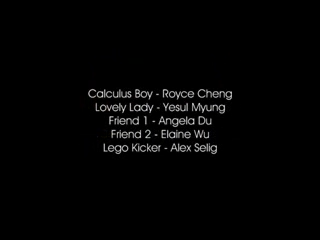 Calculus Boy - Royce Cheng
Lovely Lady - Yesul Myung
Friend 1 - Angela Du
Friend 2 - Elaine Wu
Lego Kicker - Alex Selig